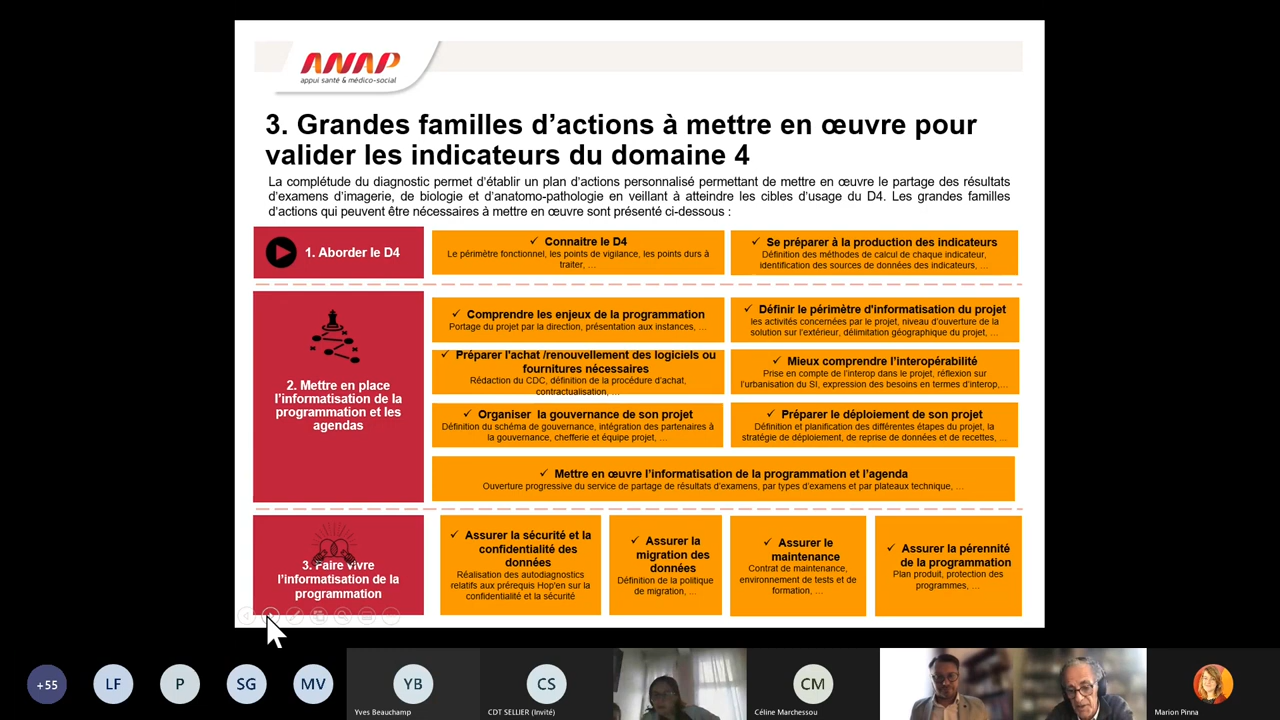 ANAP
appui santé & médico-social
3. Grandes familles d’actions à mettre en œuvre pour
valider les indicateurs du domaine 4
La complétude du diagnostic permet d’établir un plan d’actions personnalisé permettant de mettre en œuvre le partage des résultats
d’examens d’imagerie, de biologie et d’anatomo-pathologie en veillant à atteindre les cibles d’usage du D4. Les grandes familles
d’actions qui peuvent être nécessaires à mettre en œuvre sont présenté ci-dessous :
1. Aborder le D4
✓ Connaitre le D4
Le périmètre fonctionnel, les points de vigilance, les points durs à
traiter, …
✓ Se préparer à la production des indicateurs
Définition des méthodes de calcul de chaque indicateur,
identification des sources de données des indicateurs, …
2. Mettre en place
l’informatisation de la
programmation et les
agendas
✓ Comprendre les enjeux de la programmation
Portage du projet par la direction, présentation aux instances, …
✓ Définir le périmètre d'informatisation du projet
les activités concernées par le projet, niveau d’ouverture de la
solution sur l’extérieur, délimitation géographique du projet, …
✓ Préparer l'achat /renouvellement des logiciels ou
fournitures nécessaires
Rédaction du CDC, définition de la procédure d’achat,
contractualisation, …
✓ Mieux comprendre l’interopérabilité
Prise en compte de l’interop dans le projet, réflexion sur
l’urbanisation du SI, expression des besoins en termes d’interop,…
✓ Organiser la gouvernance de son projet
Définition du schéma de gouvernance, intégration des partenaires à
la gouvernance, chefferie et équipe projet, …
✓ Préparer le déploiement de son projet
Définition et planification des différentes étapes du projet, la
stratégie de déploiement, de reprise de données et de recettes, …
✓ Mettre en œuvre l’informatisation de la programmation et l’agenda
Ouverture progressive du service de partage de résultats d’examens, par types d’examens et par plateaux technique, …
3. Faire vivre
l’informatisation de la
programmation
✓ Assurer la sécurité et la
confidentialité des
données
Réalisation des autodiagnostics
relatifs aux prérequis Hop'en sur la
confidentialité et la sécurité
✓ Assurer la
migration des
données
Définition de la politique
de migration, …
✓ Assurer le
maintenance
Contrat de maintenance,
environnement de tests et de
formation, …
✓ Assurer la pérennité
de la programmation
Plan produit, protection des
programmes, …
+55
LF
P
SG
MV
YB
Yves Beauchamp
CS
CDT SELLIER (Invité)
CM
Céline Marchessou
Marion Pinna